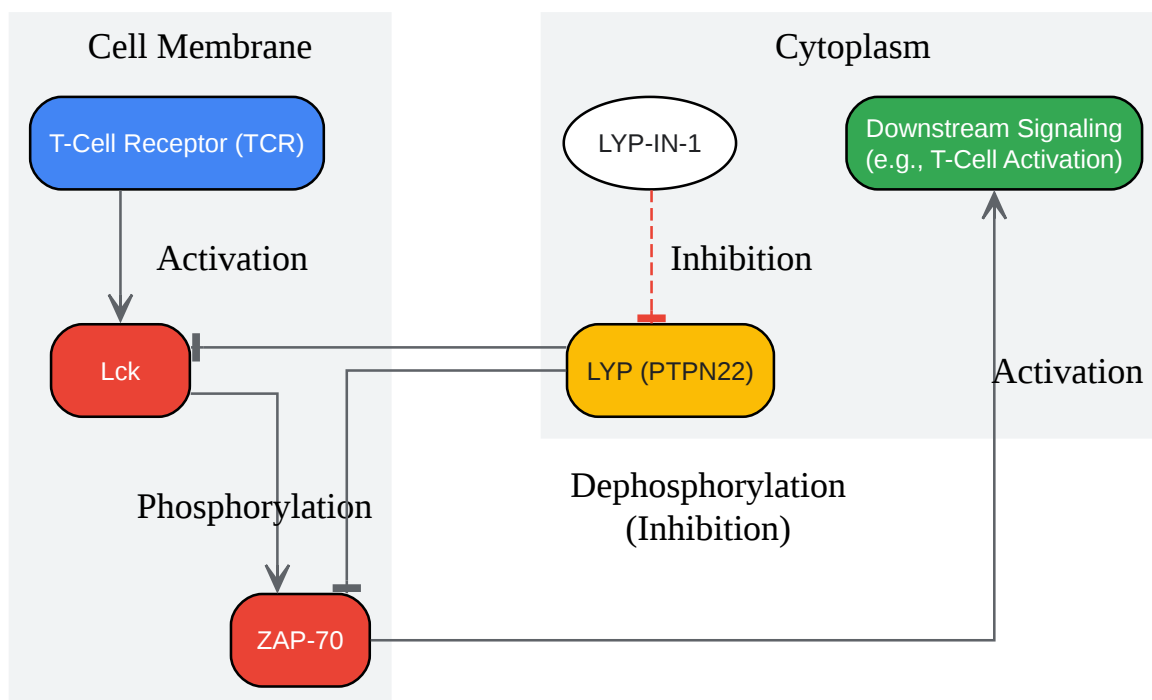 Cell Membrane
Cytoplasm
T-Cell Receptor (TCR)
LYP-IN-1
Downstream Signaling
(e.g., T-Cell Activation)
Activation
Inhibition
Lck
LYP (PTPN22)
Activation
Phosphorylation
Dephosphorylation
(Inhibition)
ZAP-70